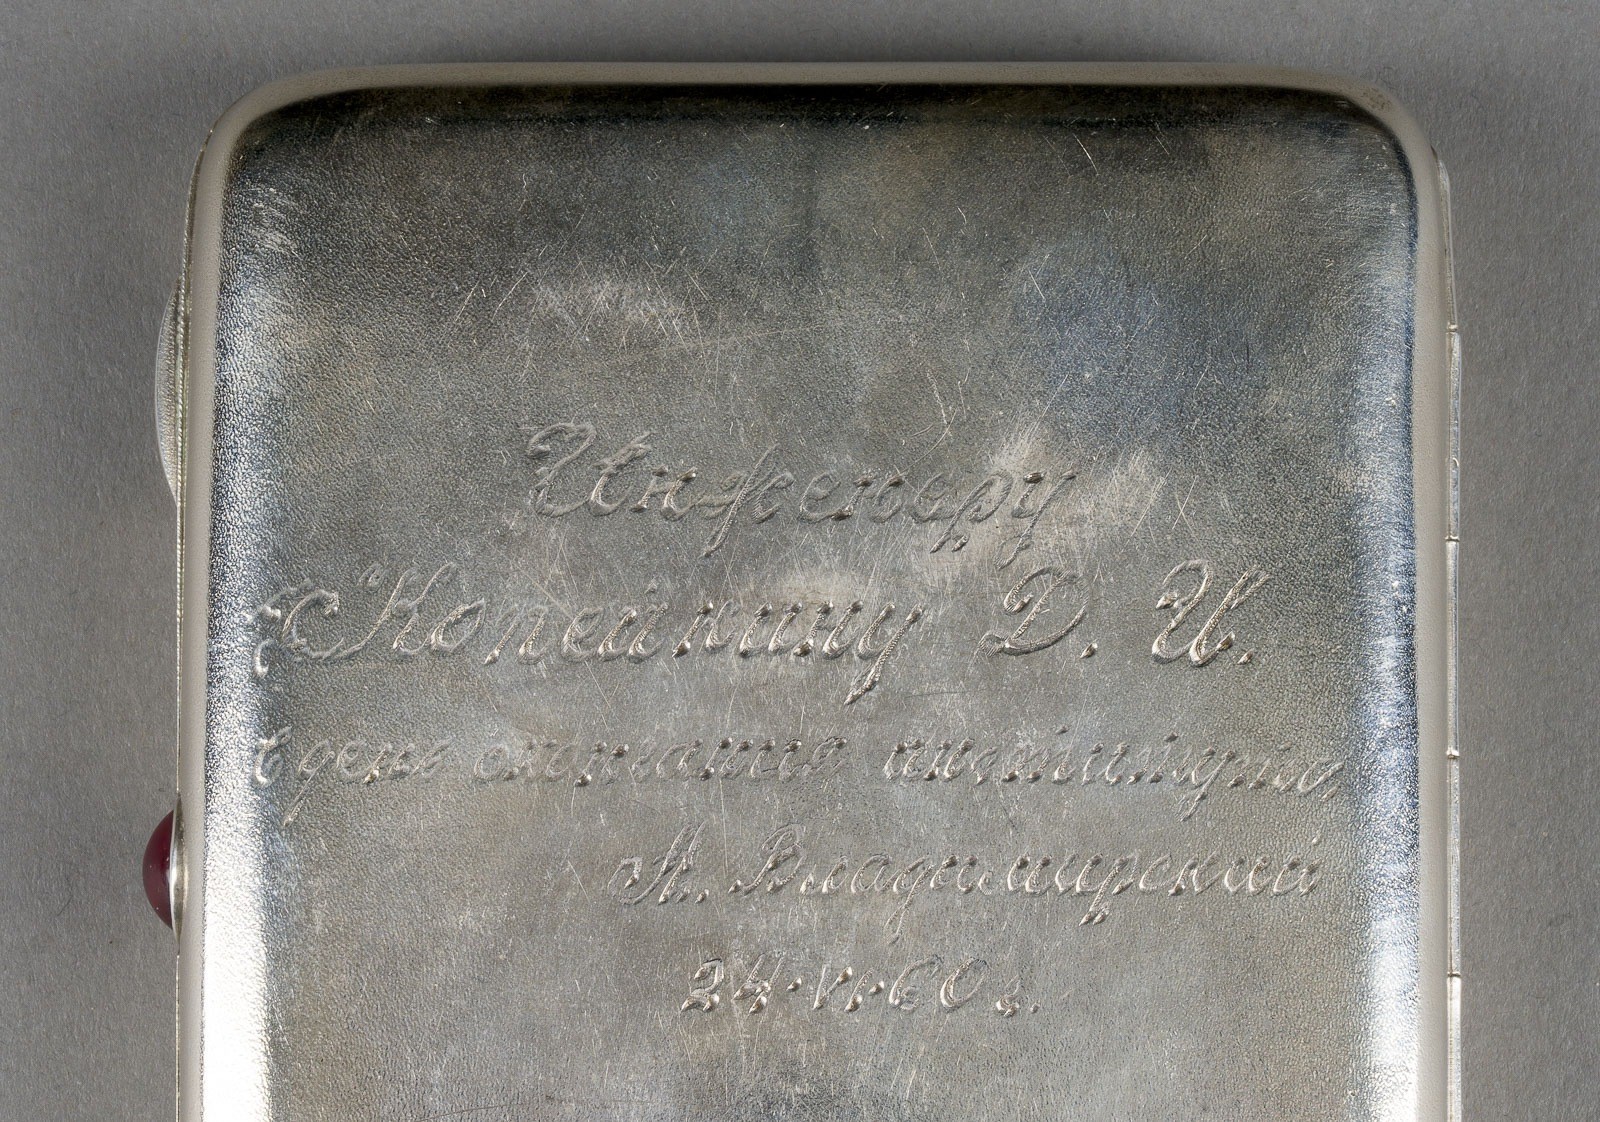 Инженеру
Копейкину Д. И.
в день окончания института,
М. Владимирский
24·VI·60 г.